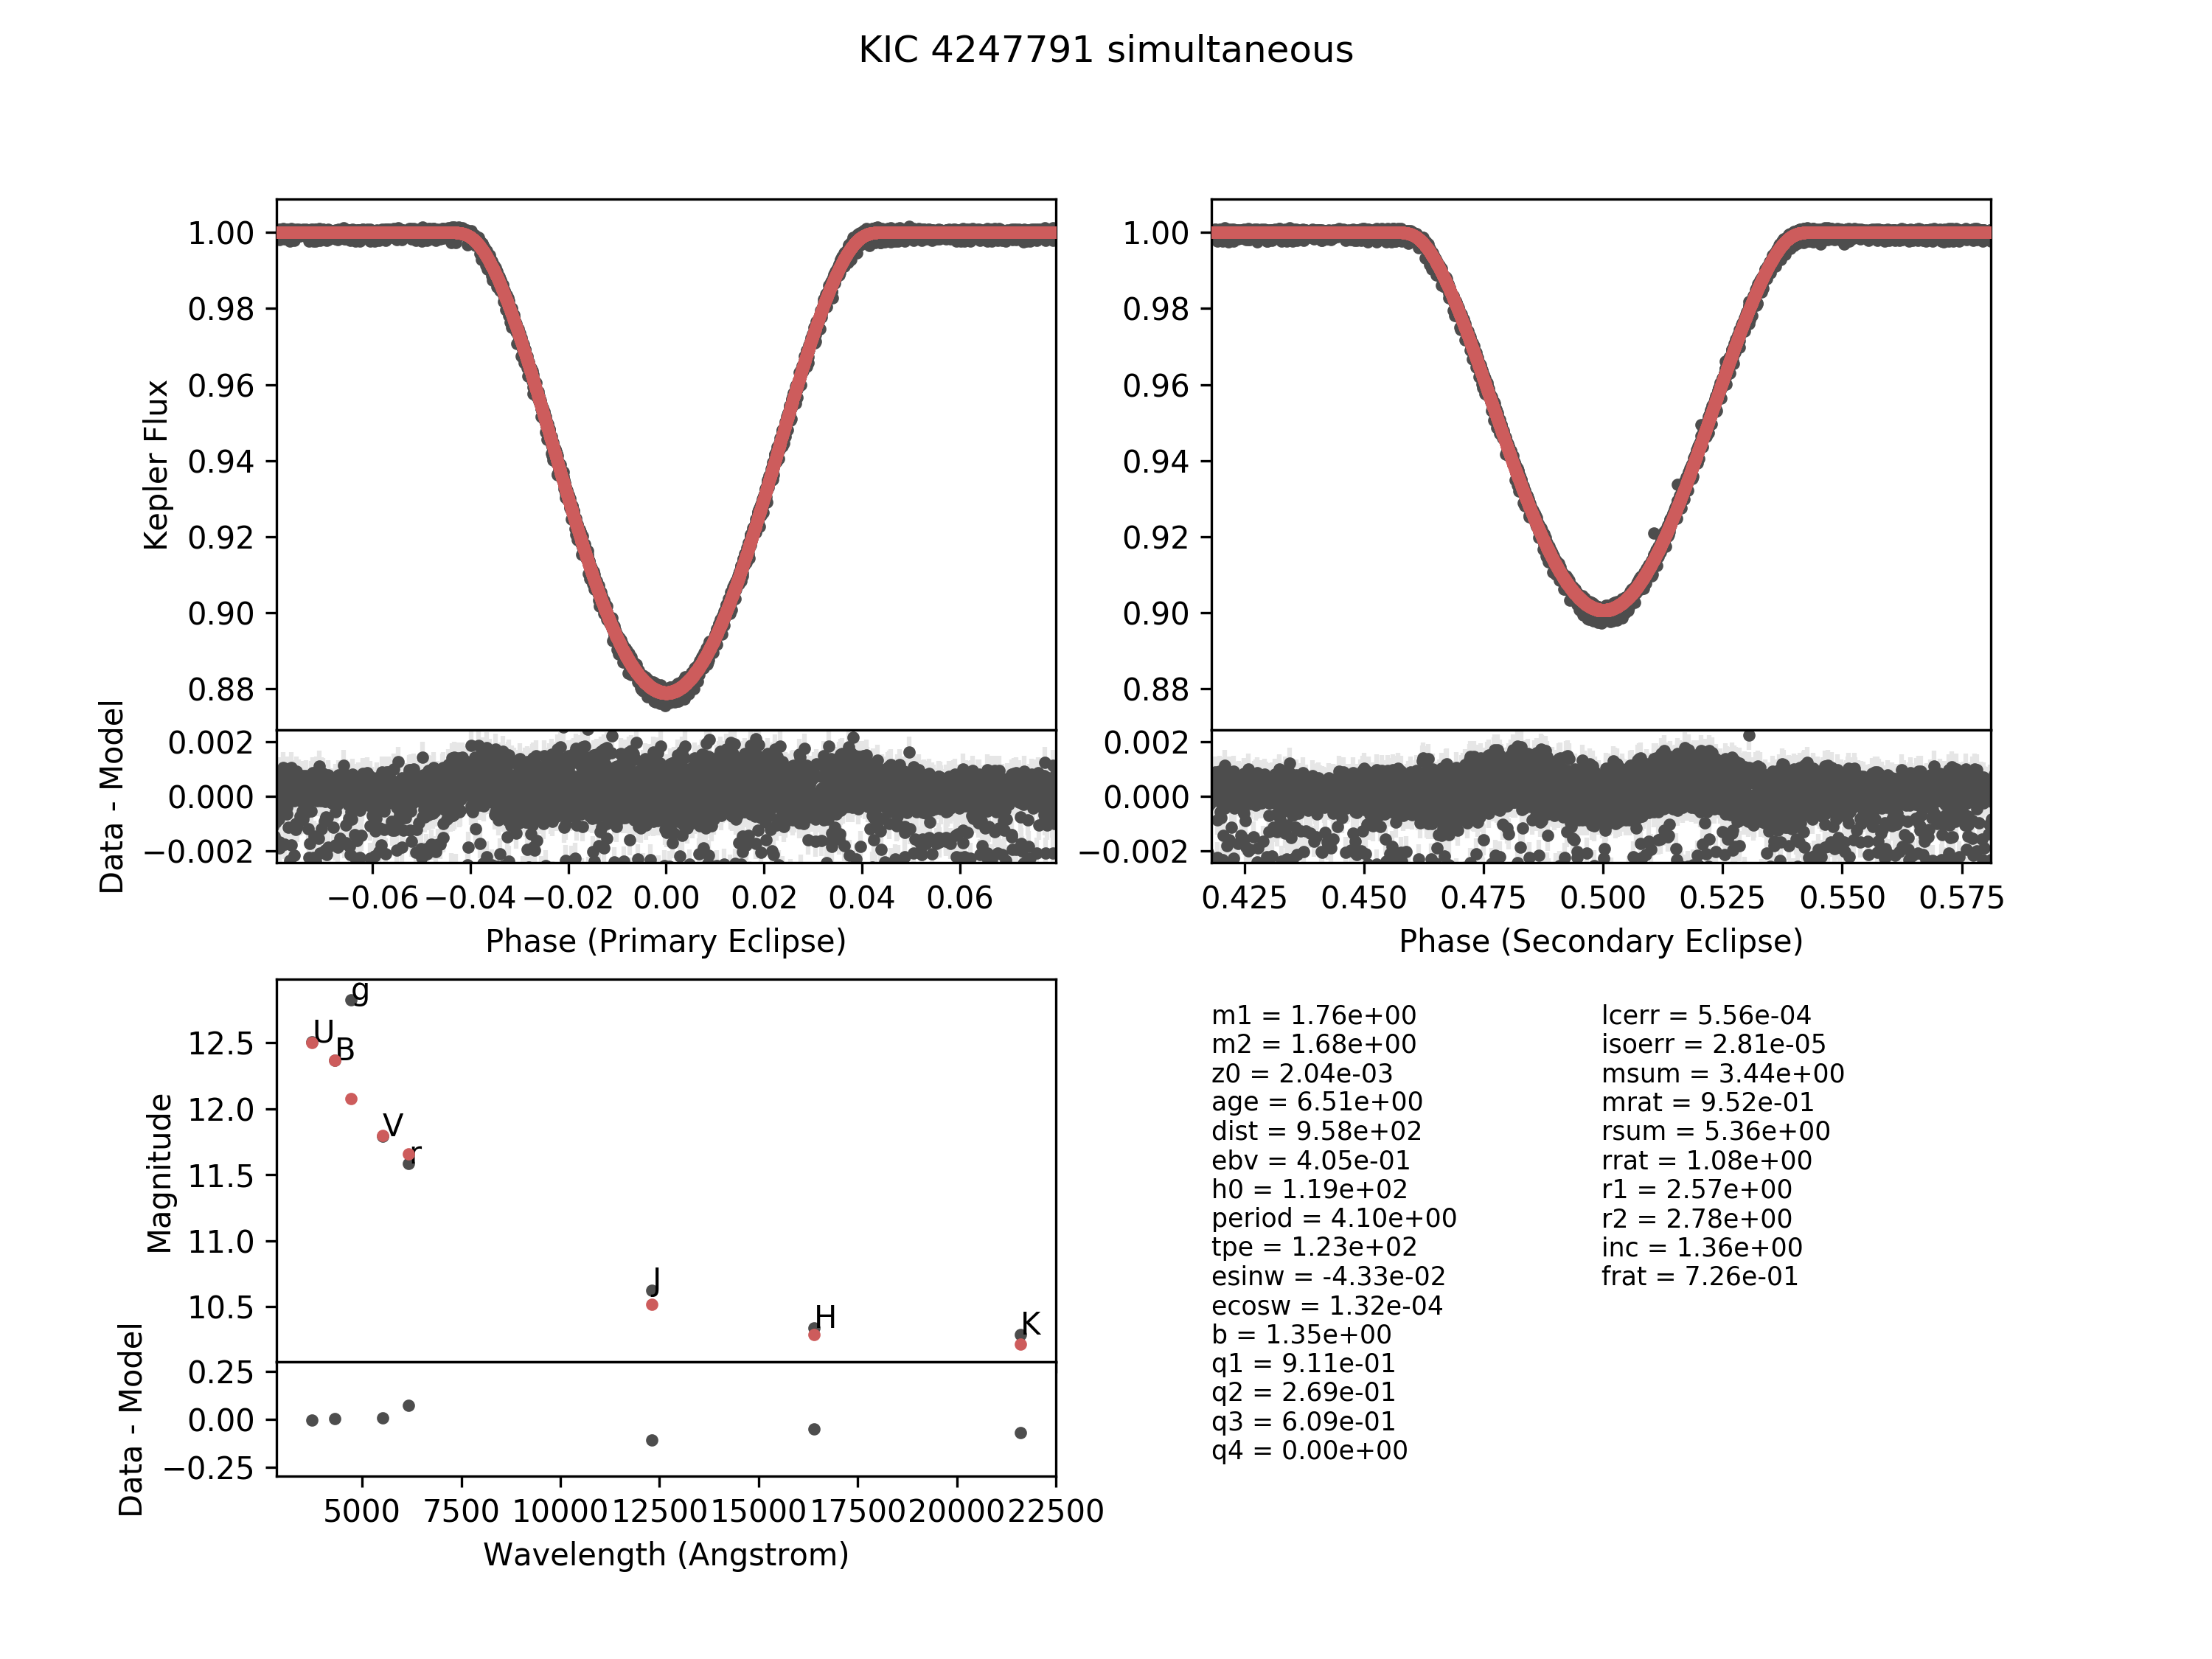 KIC 4247791 simultaneous
Kepler Flux
1.00
0.98
0.96
0.94
0.92
0.90
0.88
Data - Model
0.002
0.000
−0.002
−0.06 −0.04 −0.02 0.00 0.02 0.04 0.06
Phase (Primary Eclipse)
1.00
0.98
0.96
0.94
0.92
0.90
0.88
0.002
0.000
−0.002
0.425 0.450 0.475 0.500 0.525 0.550 0.575
Phase (Secondary Eclipse)
Magnitude
12.5
12.0
11.5
11.0
10.5
U
B
g
V
r
J
H
K
Data - Model
0.25
0.00
−0.25
5000 7500 10000 12500 15000 17500 20000 22500
Wavelength (Angstrom)
m1 = 1.76e+00
m2 = 1.68e+00
z0 = 2.04e-03
age = 6.51e+00
dist = 9.58e+02
ebv = 4.05e-01
h0 = 1.19e+02
period = 4.10e+00
tpe = 1.23e+02
esinw = -4.33e-02
ecosw = 1.32e-04
b = 1.35e+00
q1 = 9.11e-01
q2 = 2.69e-01
q3 = 6.09e-01
q4 = 0.00e+00
lcerr = 5.56e-04
isoerr = 2.81e-05
msum = 3.44e+00
mrat = 9.52e-01
rsum = 5.36e+00
rrat = 1.08e+00
r1 = 2.57e+00
r2 = 2.78e+00
inc = 1.36e+00
frat = 7.26e-01